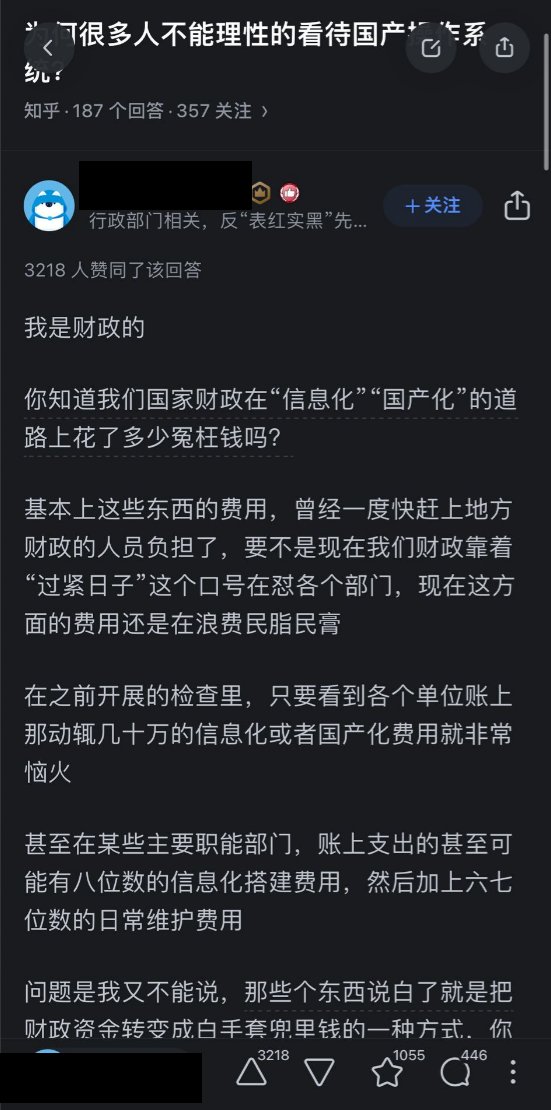 为何很多人不能理性的看待国产操作系
统?
知乎 · 187 个回答 · 357 关注 ›
行政部门相关，反“表红实黑”先...
+关注
3218 人赞同了该回答
我是财政的
你知道我们国家财政在“信息化”“国产化”的道
路上花了多少冤枉钱吗?
基本上这些东西的费用，曾经一度快赶上地方
财政的人员负担了，要不是现在我们财政靠着
“过紧日子”这个口号在怼各个部门，现在这方
面的费用还是在浪费民脂民膏
在之前开展的检查里，只要看到各个单位账上
那动辄几十万的信息化或者国产化费用就非常
恼火
甚至在某些主要职能部门，账上支出的甚至可
能有八位数的信息化搭建费用，然后加上六七
位数的日常维护费用
问题是我又不能说，那些个东西说白了就是把
财政资金转变成白手套兜里钱的一种方式，你
3218
1055
446